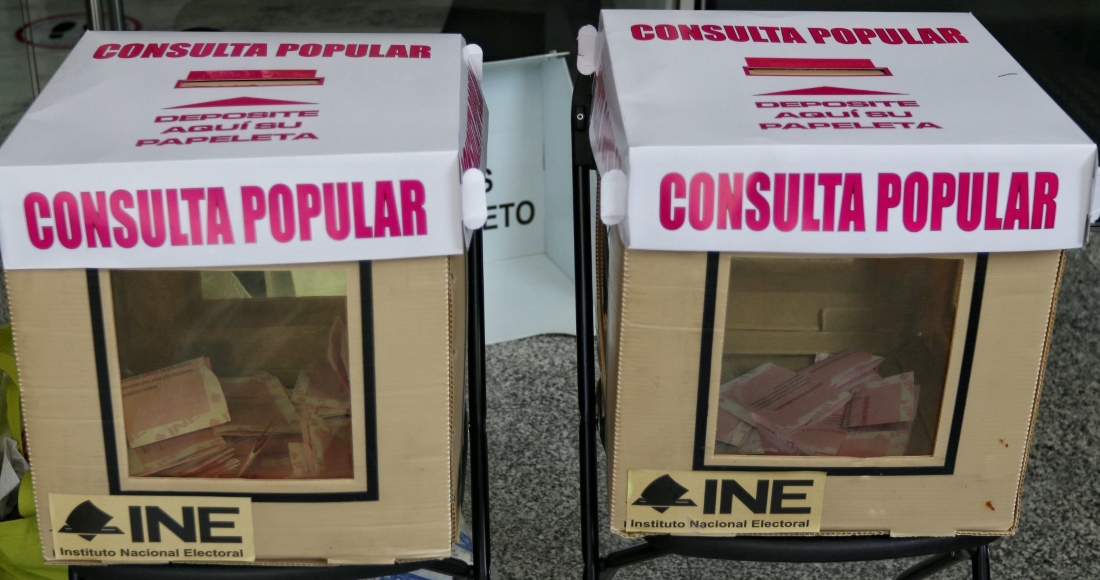 CONSULTA POPULAR
DEPOSITE
AQUÍ SU
PAPELETA
CONSULTA POPULAR
INE
Instituto Nacional Electoral
ETO
CONSULTA POPULAR
DEPOSITE
AQUÍ SU
PAPELETA
CONSULTA POPULAR
INE
Instituto Nacional Electoral